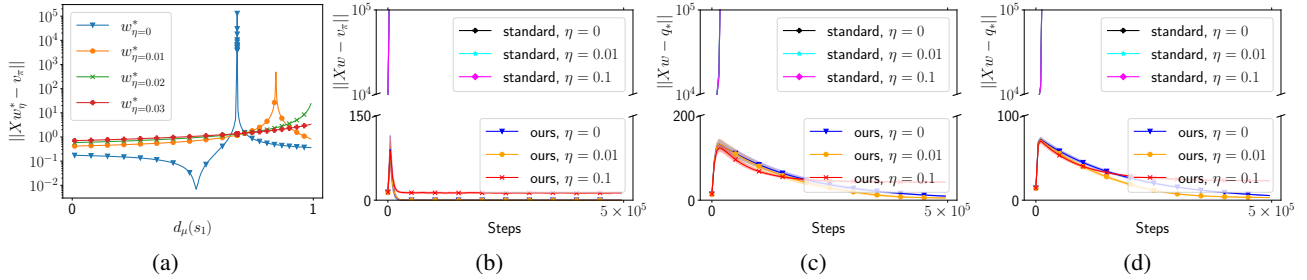 ||Xw*_η − v_π||
10^5
10^4
10^3
10^2
10^1
10^0
10^−1
10^−2
w*_η=0
w*_η=0.01
w*_η=0.02
w*_η=0.03
0
1
d_μ(s_1)
(a)
||Xw − v_π||
10^5
10^4
150
0
standard, η = 0
standard, η = 0.01
standard, η = 0.1
ours, η = 0
ours, η = 0.01
ours, η = 0.1
0
5 × 10^5
Steps
(b)
||Xw − q_*||
10^5
10^4
200
0
standard, η = 0
standard, η = 0.01
standard, η = 0.1
ours, η = 0
ours, η = 0.01
ours, η = 0.1
0
5 × 10^5
Steps
(c)
||Xw − q_*||
10^5
10^4
100
0
standard, η = 0
standard, η = 0.01
standard, η = 0.1
ours, η = 0
ours, η = 0.01
ours, η = 0.1
0
5 × 10^5
Steps
(d)